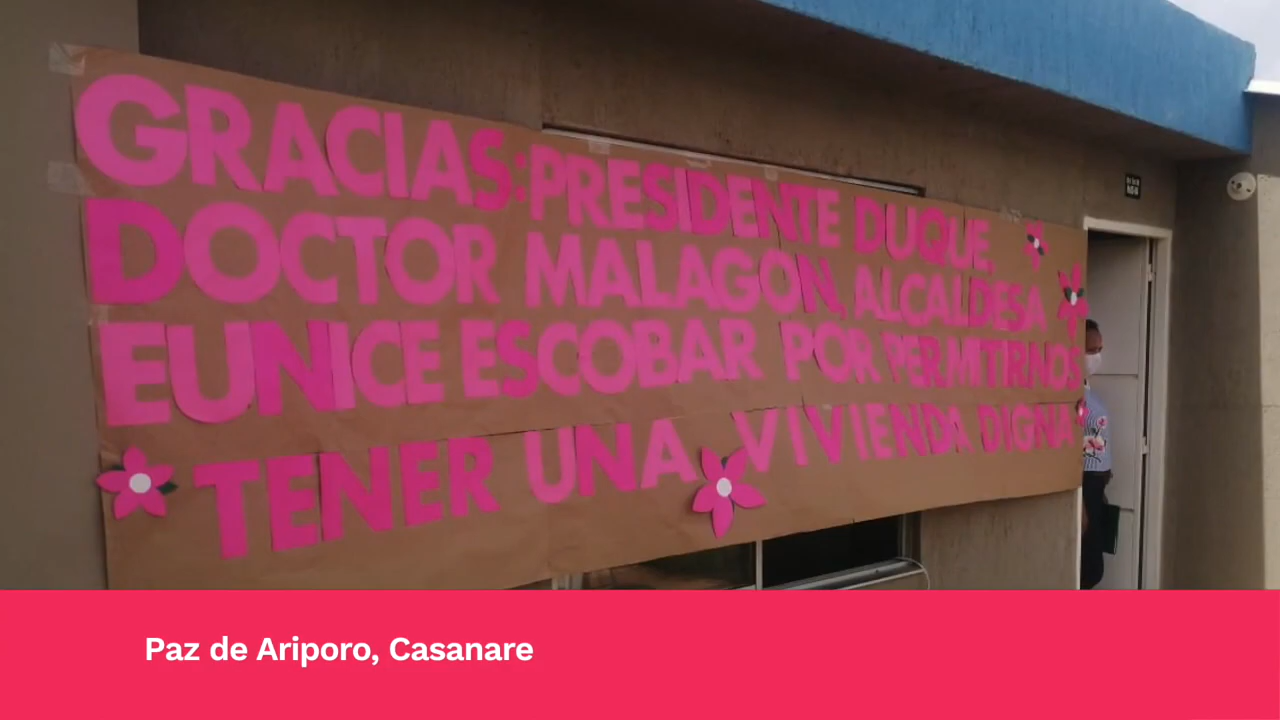 GRACIAS: PRESIDENTE DUQUE,
DOCTOR MALAGON, ALCALDESA
EUNICE ESCOBAR POR PERMITIRNOS
TENER UNA VIVIENDA DIGNA
Paz de Ariporo, Casanare